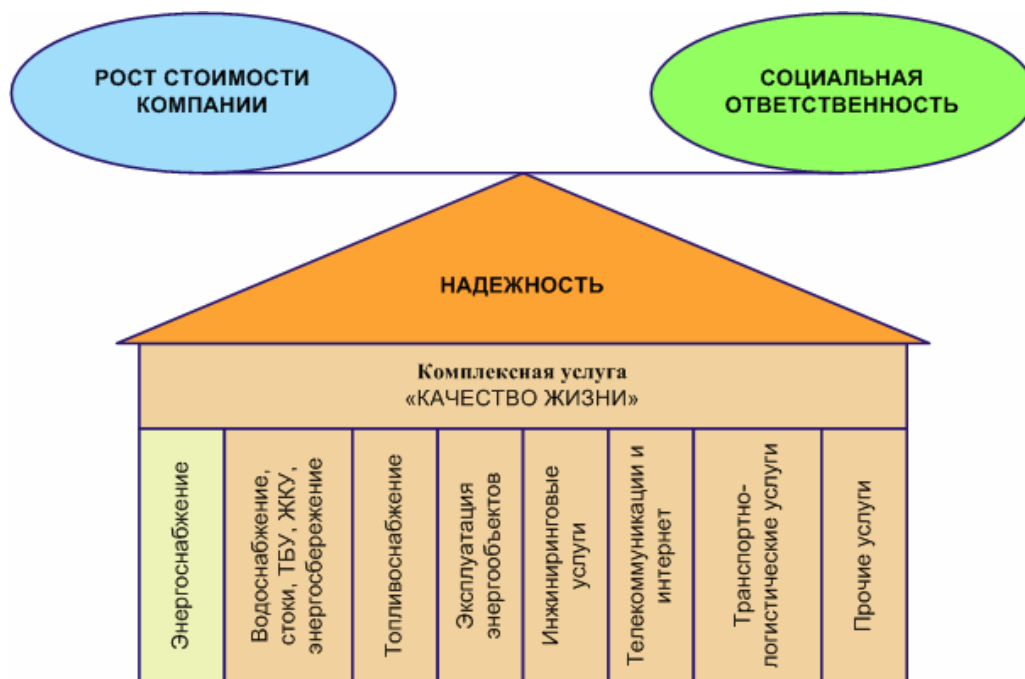 РОСТ СТОИМОСТИ
КОМПАНИИ
СОЦИАЛЬНАЯ
ОТВЕТСТВЕННОСТЬ
НАДЕЖНОСТЬ
Комплексная услуга
«КАЧЕСТВО ЖИЗНИ»
Энергоснабжение
Водоснабжение,
стоки, ТБУ, ЖКУ,
энергосбережение
Топливоснабжение
Эксплуатация
энергообъектов
Инжиниринговые
услуги
Телекоммуникации и
интернет
Транспортно-
логистические услуги
Прочие услуги